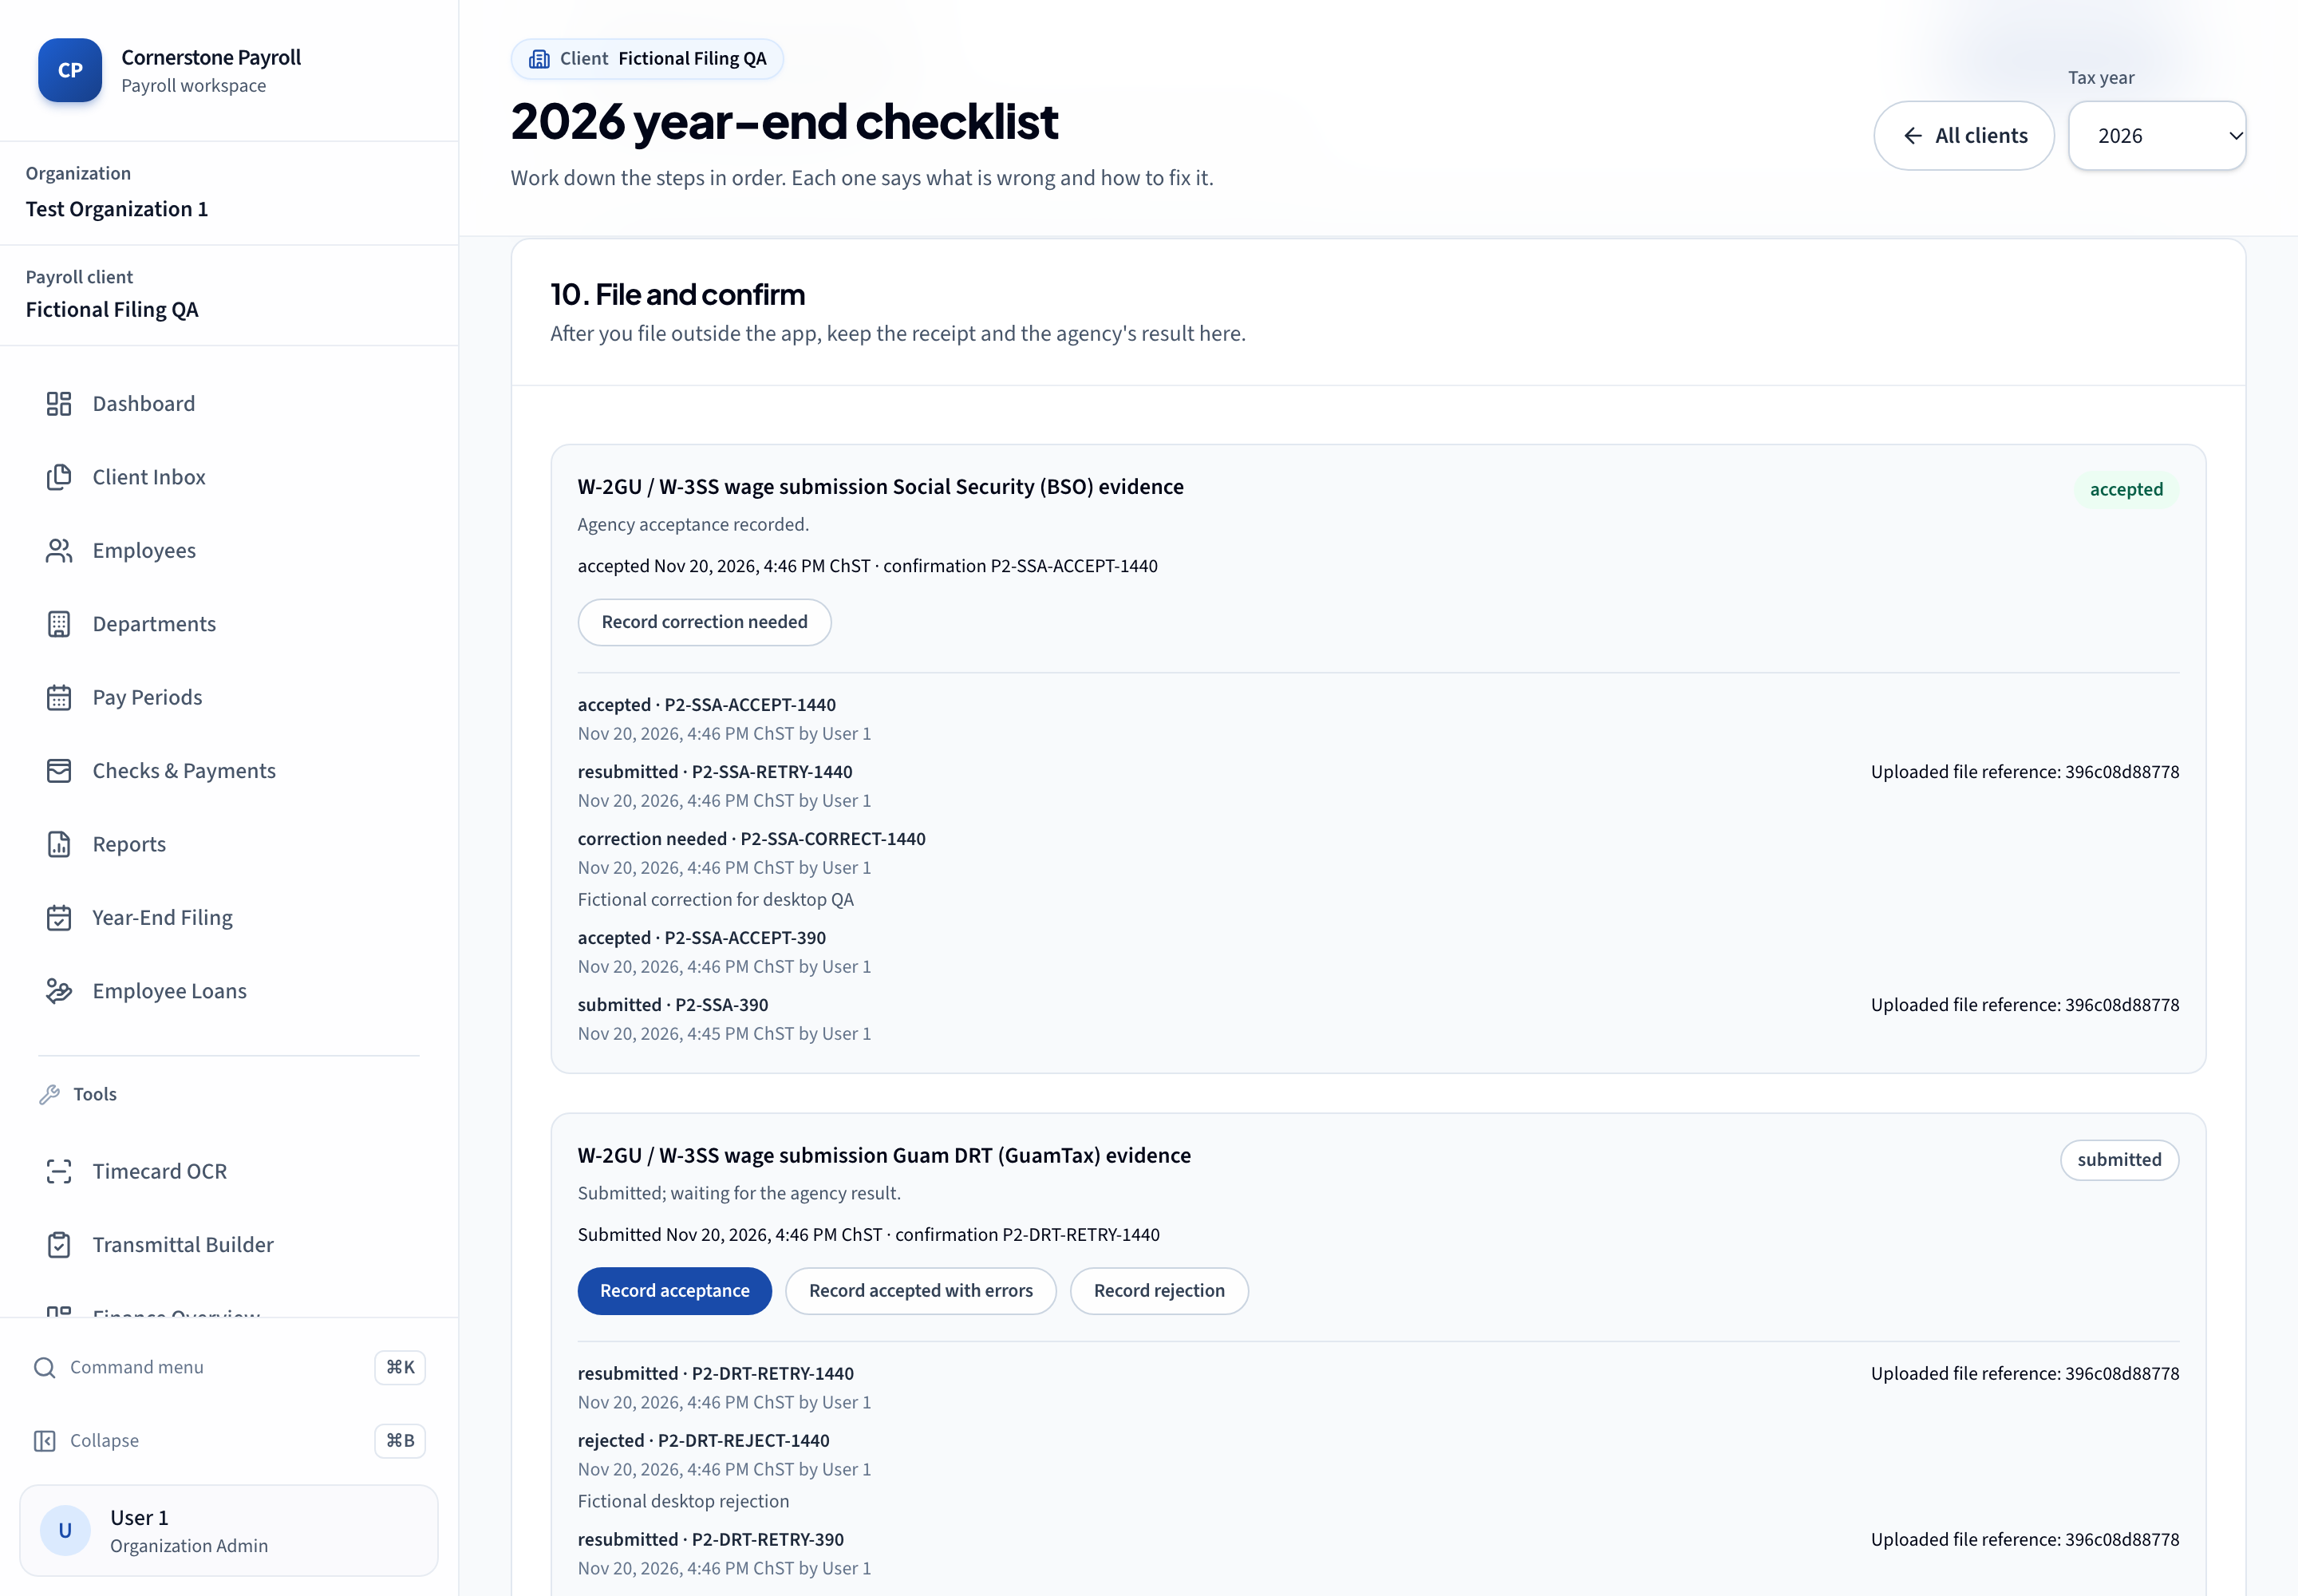 CP
Cornerstone Payroll
Payroll workspace
Organization
Test Organization 1
Payroll client
Fictional Filing QA
Dashboard
Client Inbox
Employees
Departments
Pay Periods
Checks & Payments
Reports
Year-End Filing
Employee Loans
Tools
Timecard OCR
Transmittal Builder
Finance Overview
Command menu ⌘K
Collapse ⌘B
U
User 1
Organization Admin
Client Fictional Filing QA
2026 year-end checklist
Work down the steps in order. Each one says what is wrong and how to fix it.
All clients
Tax year
2026
10. File and confirm
After you file outside the app, keep the receipt and the agency's result here.
W-2GU / W-3SS wage submission Social Security (BSO) evidence
accepted
Agency acceptance recorded.
accepted Nov 20, 2026, 4:46 PM ChST · confirmation P2-SSA-ACCEPT-1440
Record correction needed
accepted · P2-SSA-ACCEPT-1440
Nov 20, 2026, 4:46 PM ChST by User 1
resubmitted · P2-SSA-RETRY-1440 Uploaded file reference: 396c08d88778
Nov 20, 2026, 4:46 PM ChST by User 1
correction needed · P2-SSA-CORRECT-1440
Nov 20, 2026, 4:46 PM ChST by User 1
Fictional correction for desktop QA
accepted · P2-SSA-ACCEPT-390
Nov 20, 2026, 4:46 PM ChST by User 1
submitted · P2-SSA-390 Uploaded file reference: 396c08d88778
Nov 20, 2026, 4:45 PM ChST by User 1
W-2GU / W-3SS wage submission Guam DRT (GuamTax) evidence
submitted
Submitted; waiting for the agency result.
Submitted Nov 20, 2026, 4:46 PM ChST · confirmation P2-DRT-RETRY-1440
Record acceptance Record accepted with errors Record rejection
resubmitted · P2-DRT-RETRY-1440 Uploaded file reference: 396c08d88778
Nov 20, 2026, 4:46 PM ChST by User 1
rejected · P2-DRT-REJECT-1440
Nov 20, 2026, 4:46 PM ChST by User 1
Fictional desktop rejection
resubmitted · P2-DRT-RETRY-390 Uploaded file reference: 396c08d88778
Nov 20, 2026, 4:46 PM ChST by User 1